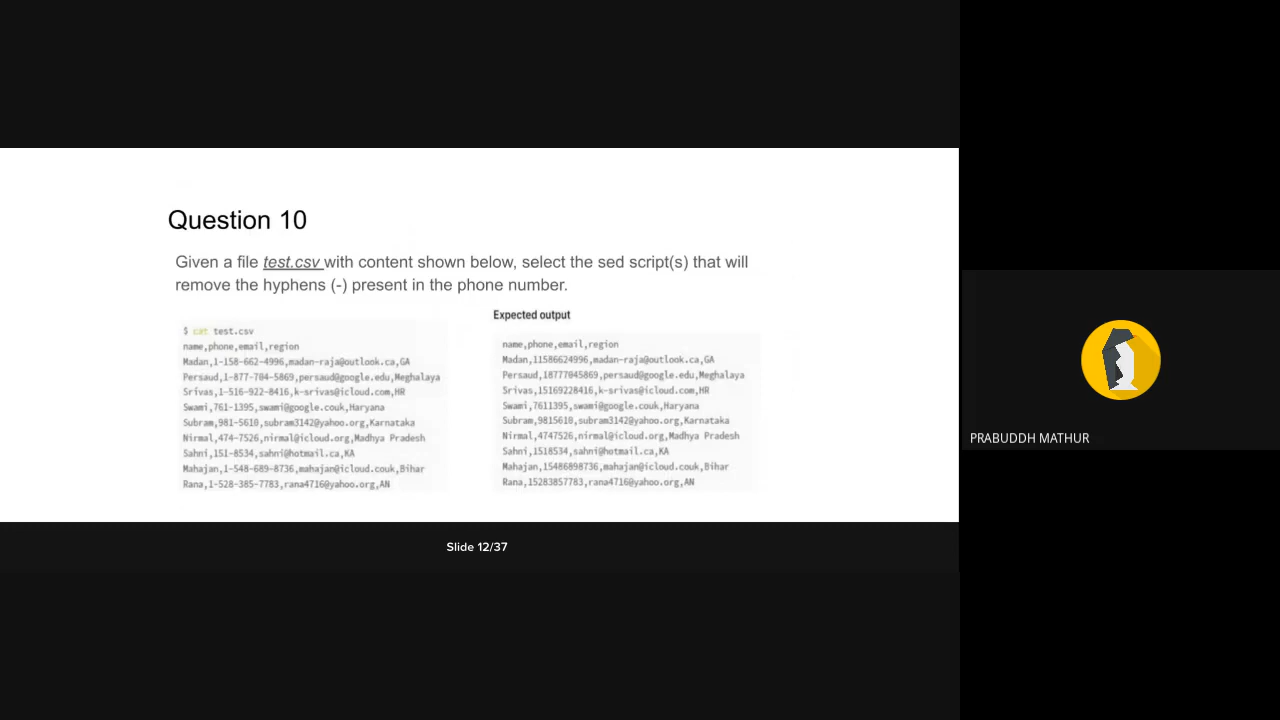 Question 10
Given a file test.csv with content shown below, select the sed script(s) that will
remove the hyphens (-) present in the phone number.
$ cat test.csv
name,phone,email,region
Madan,1-158-662-4996,madan-raja@outlook.ca,GA
Persaud,1-877-704-5869,persaud@google.edu,Meghalaya
Srivas,1-516-922-8416,k-srivas@icloud.com,HR
Swami,761-1395,swami@google.couk,Haryana
Subram,981-5610,subram3142@yahoo.org,Karnataka
Nirmal,474-7526,nirmal@icloud.org,Madhya Pradesh
Sahni,151-8534,sahni@hotmail.ca,KA
Mahajan,1-548-689-8736,mahajan@icloud.couk,Bihar
Rana,1-528-385-7783,rana4716@yahoo.org,AN
Expected output
name,phone,email,region
Madan,11586624996,madan-raja@outlook.ca,GA
Persaud,18777045869,persaud@google.edu,Meghalaya
Srivas,15169228416,k-srivas@icloud.com,HR
Swami,7611395,swami@google.couk,Haryana
Subram,9815610,subram3142@yahoo.org,Karnataka
Nirmal,4747526,nirmal@icloud.org,Madhya Pradesh
Sahni,1518534,sahni@hotmail.ca,KA
Mahajan,15486898736,mahajan@icloud.couk,Bihar
Rana,15283857783,rana4716@yahoo.org,AN
Slide 12/37
PRABUDDH MATHUR